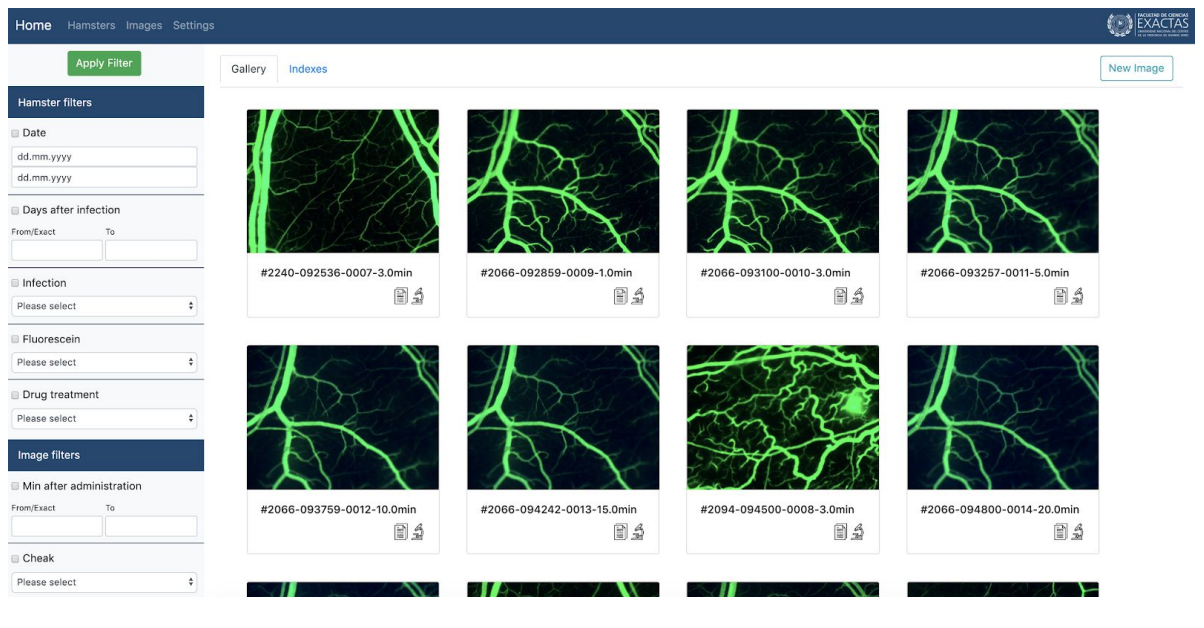 Home Hamsters Images Settings
FACULTAD DE CIENCIAS
EXACTAS
Apply Filter
Gallery Indexes New Image
Hamster filters
Date
dd.mm.yyyy
dd.mm.yyyy
Days after infection
From/Exact To
Infection
Please select
Fluorescein
Please select
Drug treatment
Please select
Image filters
Min after administration
From/Exact To
Cheak
Please select
#2240-092536-0007-3.0min
#2066-092859-0009-1.0min
#2066-093100-0010-3.0min
#2066-093257-0011-5.0min
#2066-093759-0012-10.0min
#2066-094242-0013-15.0min
#2094-094500-0008-3.0min
#2066-094800-0014-20.0min